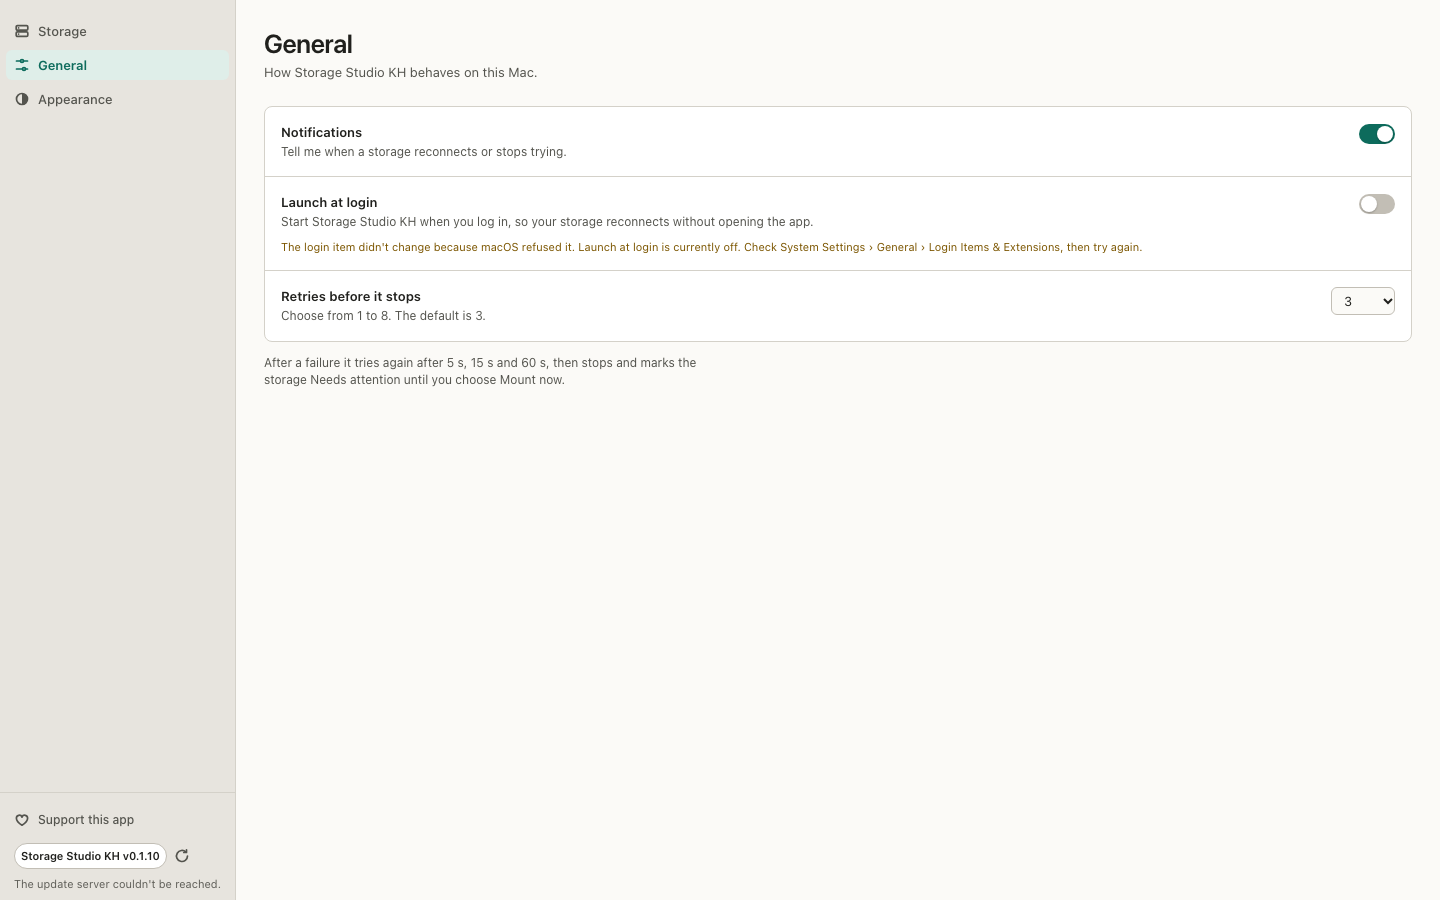 Storage
General
Appearance
General
How Storage Studio KH behaves on this Mac.
Notifications
Tell me when a storage reconnects or stops trying.
Launch at login
Start Storage Studio KH when you log in, so your storage reconnects without opening the app.
The login item didn't change because macOS refused it. Launch at login is currently off. Check System Settings › General › Login Items & Extensions, then try again.
Retries before it stops
3
Choose from 1 to 8. The default is 3.
After a failure it tries again after 5 s, 15 s and 60 s, then stops and marks the
storage Needs attention until you choose Mount now.
Support this app
Storage Studio KH v0.1.10
The update server couldn't be reached.